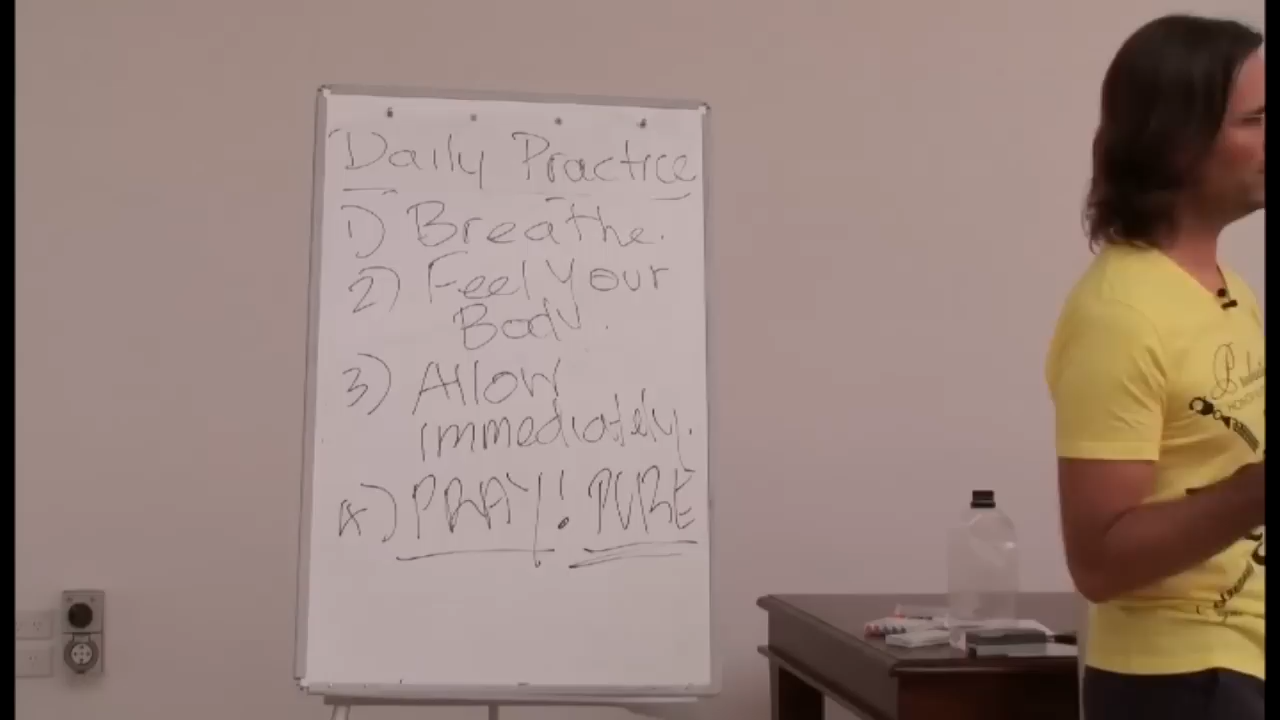 Daily Practice
1) Breathe.
2) Feel Your
Body.
3) Allow
immediately.
4) PRAY! PURE